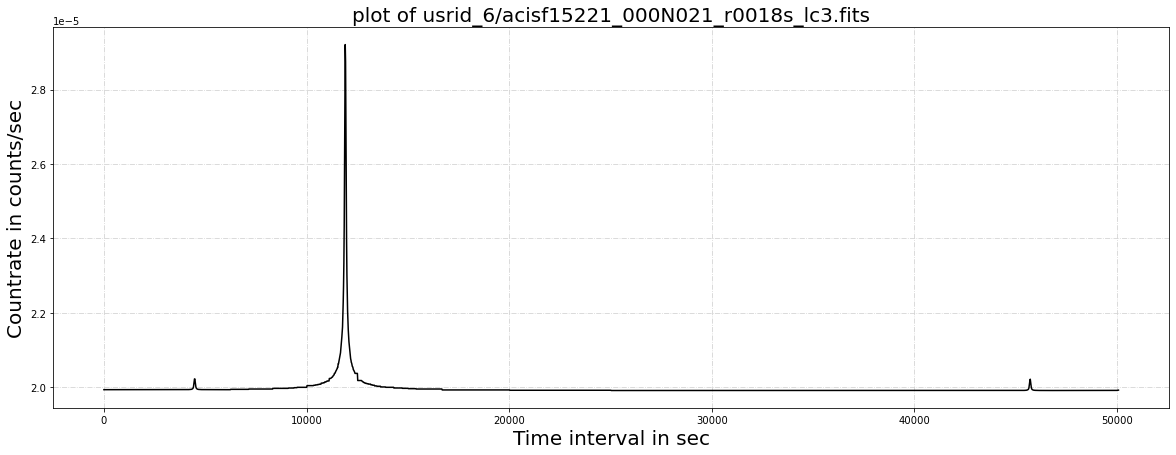 plot of usrid_6/acisf15221_000N021_r0018s_lc3.fits
1e−5
2.8
2.6
2.4
2.2
2.0
Countrate in counts/sec
0 10000 20000 30000 40000 50000
Time interval in sec